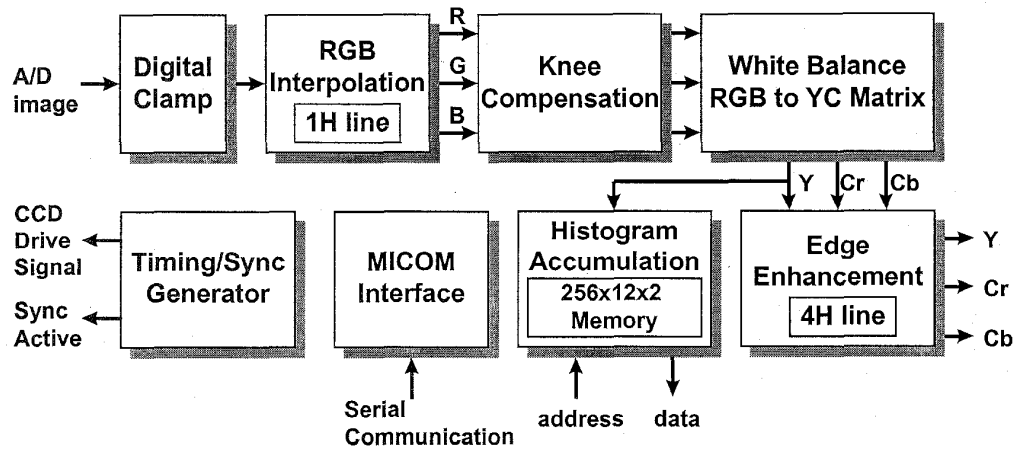 A/D
image
Digital
Clamp
RGB
Interpolation
1H line
R
G
B
Knee
Compensation
White Balance
RGB to YC Matrix
Y
Cr
Cb
CCD
Drive
Signal
Sync
Active
Timing/Sync
Generator
MICOM
Interface
Serial
Communication
Histogram
Accumulation
256x12x2
Memory
address
data
Edge
Enhancement
4H line
Y
Cr
Cb